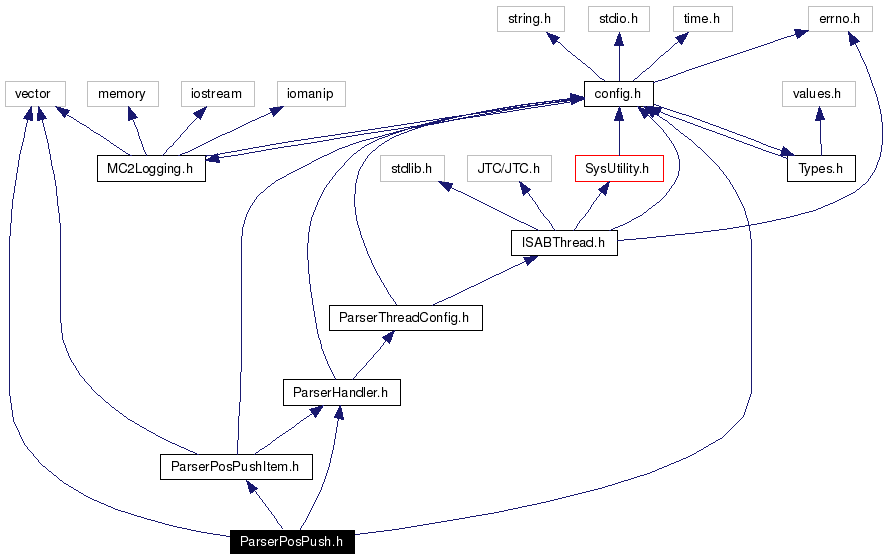 string.h
stdio.h
time.h
errno.h
vector
memory
iostream
iomanip
config.h
values.h
MC2Logging.h
stdlib.h
JTC/JTC.h
SysUtility.h
Types.h
ISABThread.h
ParserThreadConfig.h
ParserHandler.h
ParserPosPushItem.h
ParserPosPush.h